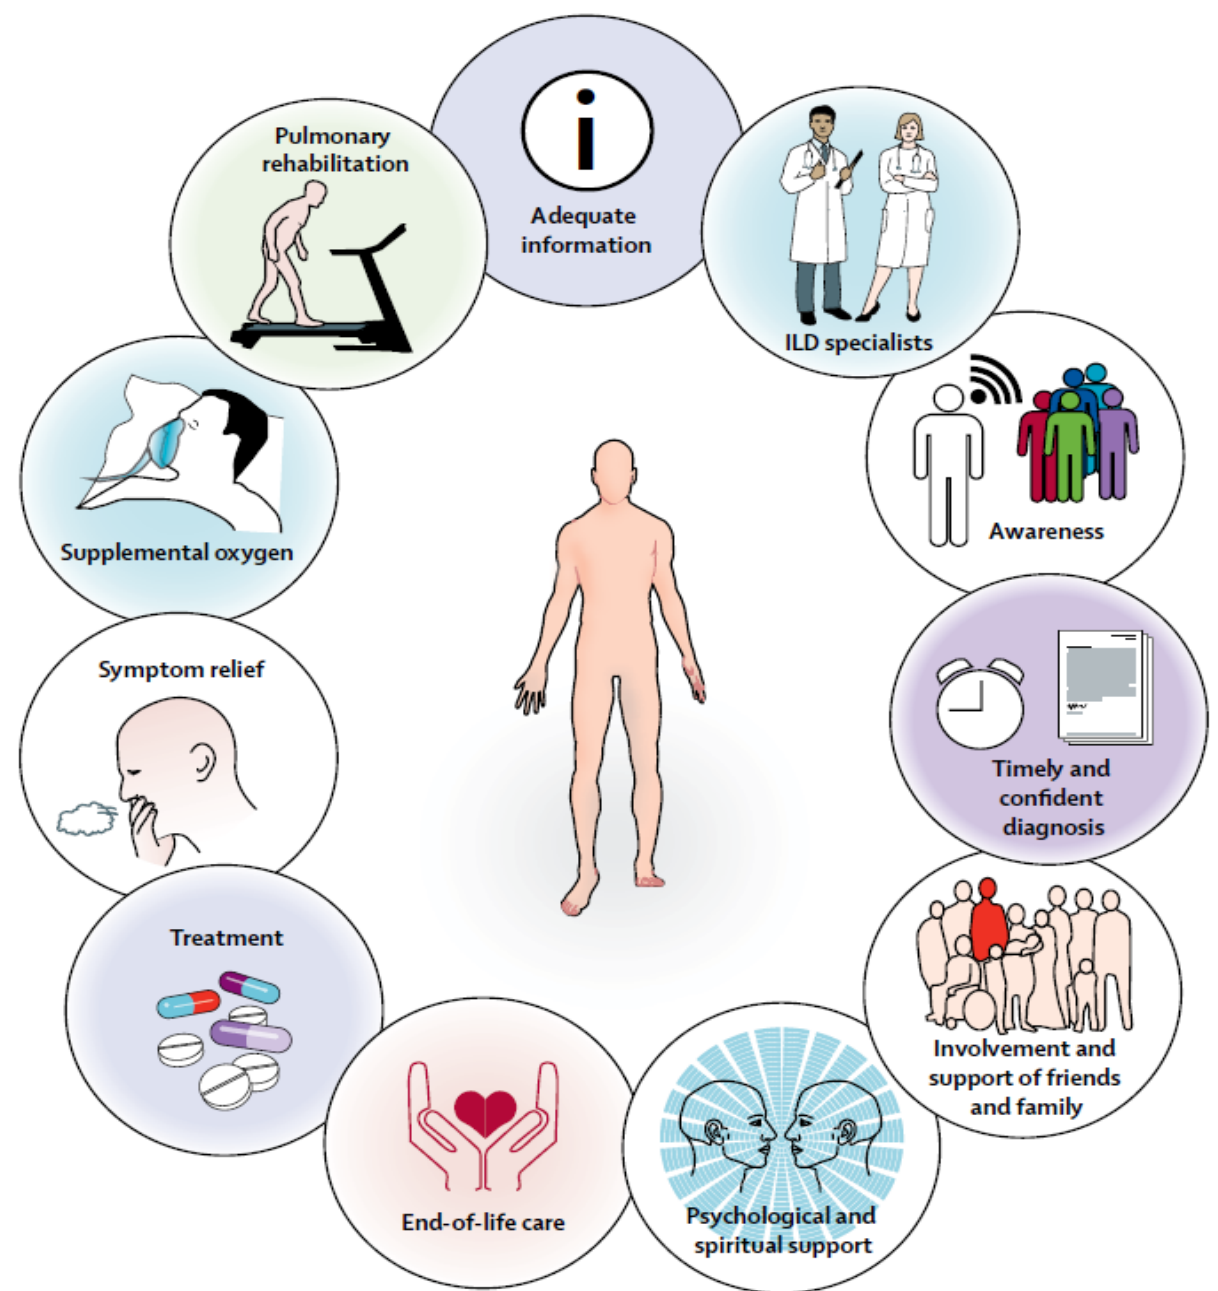 i
Adequate
information
ILD specialists
Awareness
Timely and
confident
diagnosis
Involvement and
support of friends
and family
Psychological and
spiritual support
End-of-life care
Treatment
Symptom relief
Supplemental oxygen
Pulmonary
rehabilitation